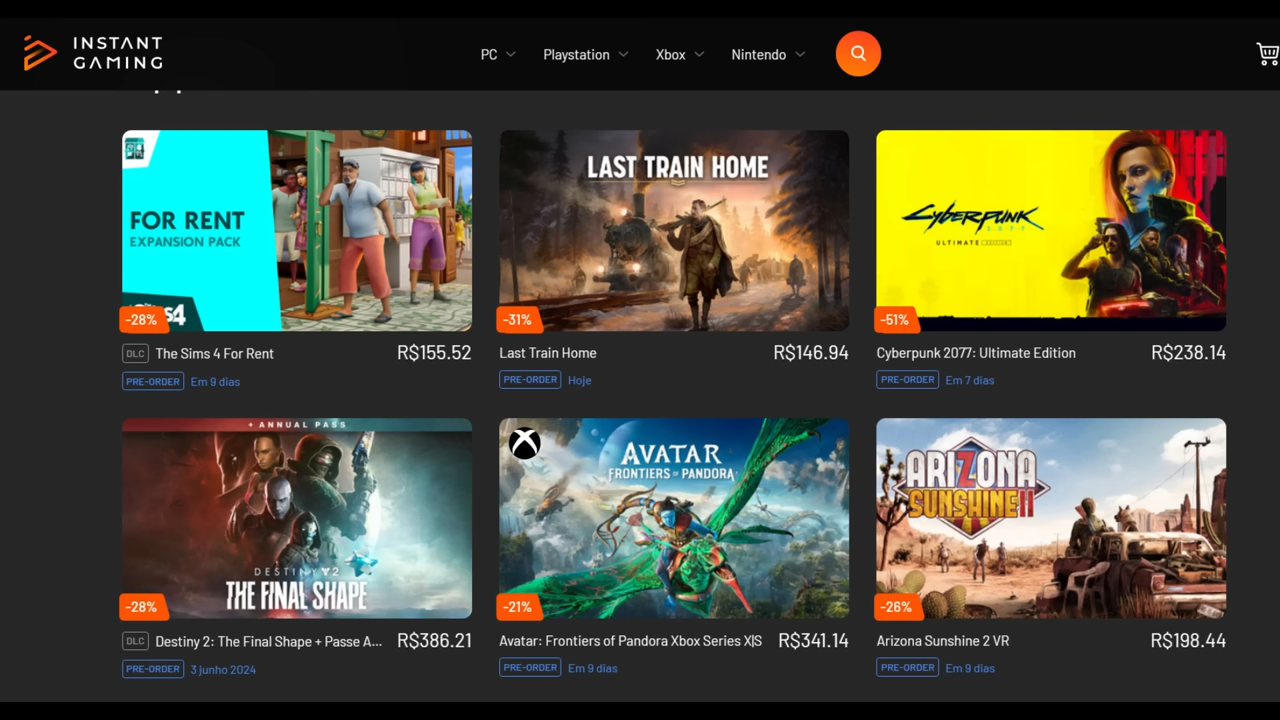 INSTANT
GAMING
PC
Playstation
Xbox
Nintendo
FOR RENT
EXPANSION PACK
-28%
DLC
The Sims 4 For Rent
R$155.52
PRE-ORDER
Em 9 dias
LAST TRAIN HOME
-31%
Last Train Home
R$146.94
PRE-ORDER
Hoje
CYBERPUNK
2077
ULTIMATE EDITION
-51%
Cyberpunk 2077: Ultimate Edition
R$238.14
PRE-ORDER
Em 7 dias
+ ANNUAL PASS
DESTINY 2
THE FINAL SHAPE
-28%
DLC
Destiny 2: The Final Shape + Passe A...
R$386.21
PRE-ORDER
3 junho 2024
AVATAR
FRONTIERS OF PANDORA
-21%
Avatar: Frontiers of Pandora Xbox Series X|S
R$341.14
PRE-ORDER
Em 9 dias
ARIZONA
SUNSHINE II
-26%
Arizona Sunshine 2 VR
R$198.44
PRE-ORDER
Em 9 dias